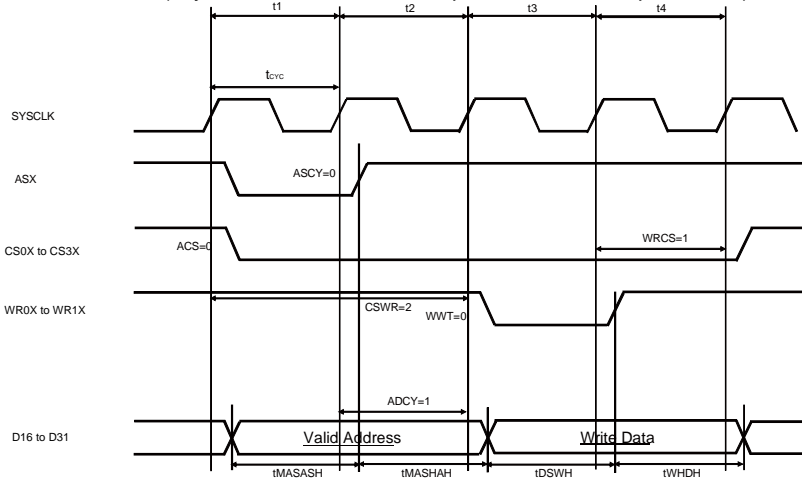 t1 t2 t3 t4
tCYC
SYSCLK
ASX ASCY=0
CS0X to CS3X ACS=0 WRCS=1
WR0X to WR1X CSWR=2 WWT=0
ADCY=1
D16 to D31 Valid Address Write Data
tMASASH tMASHAH tDSWH tWHDH